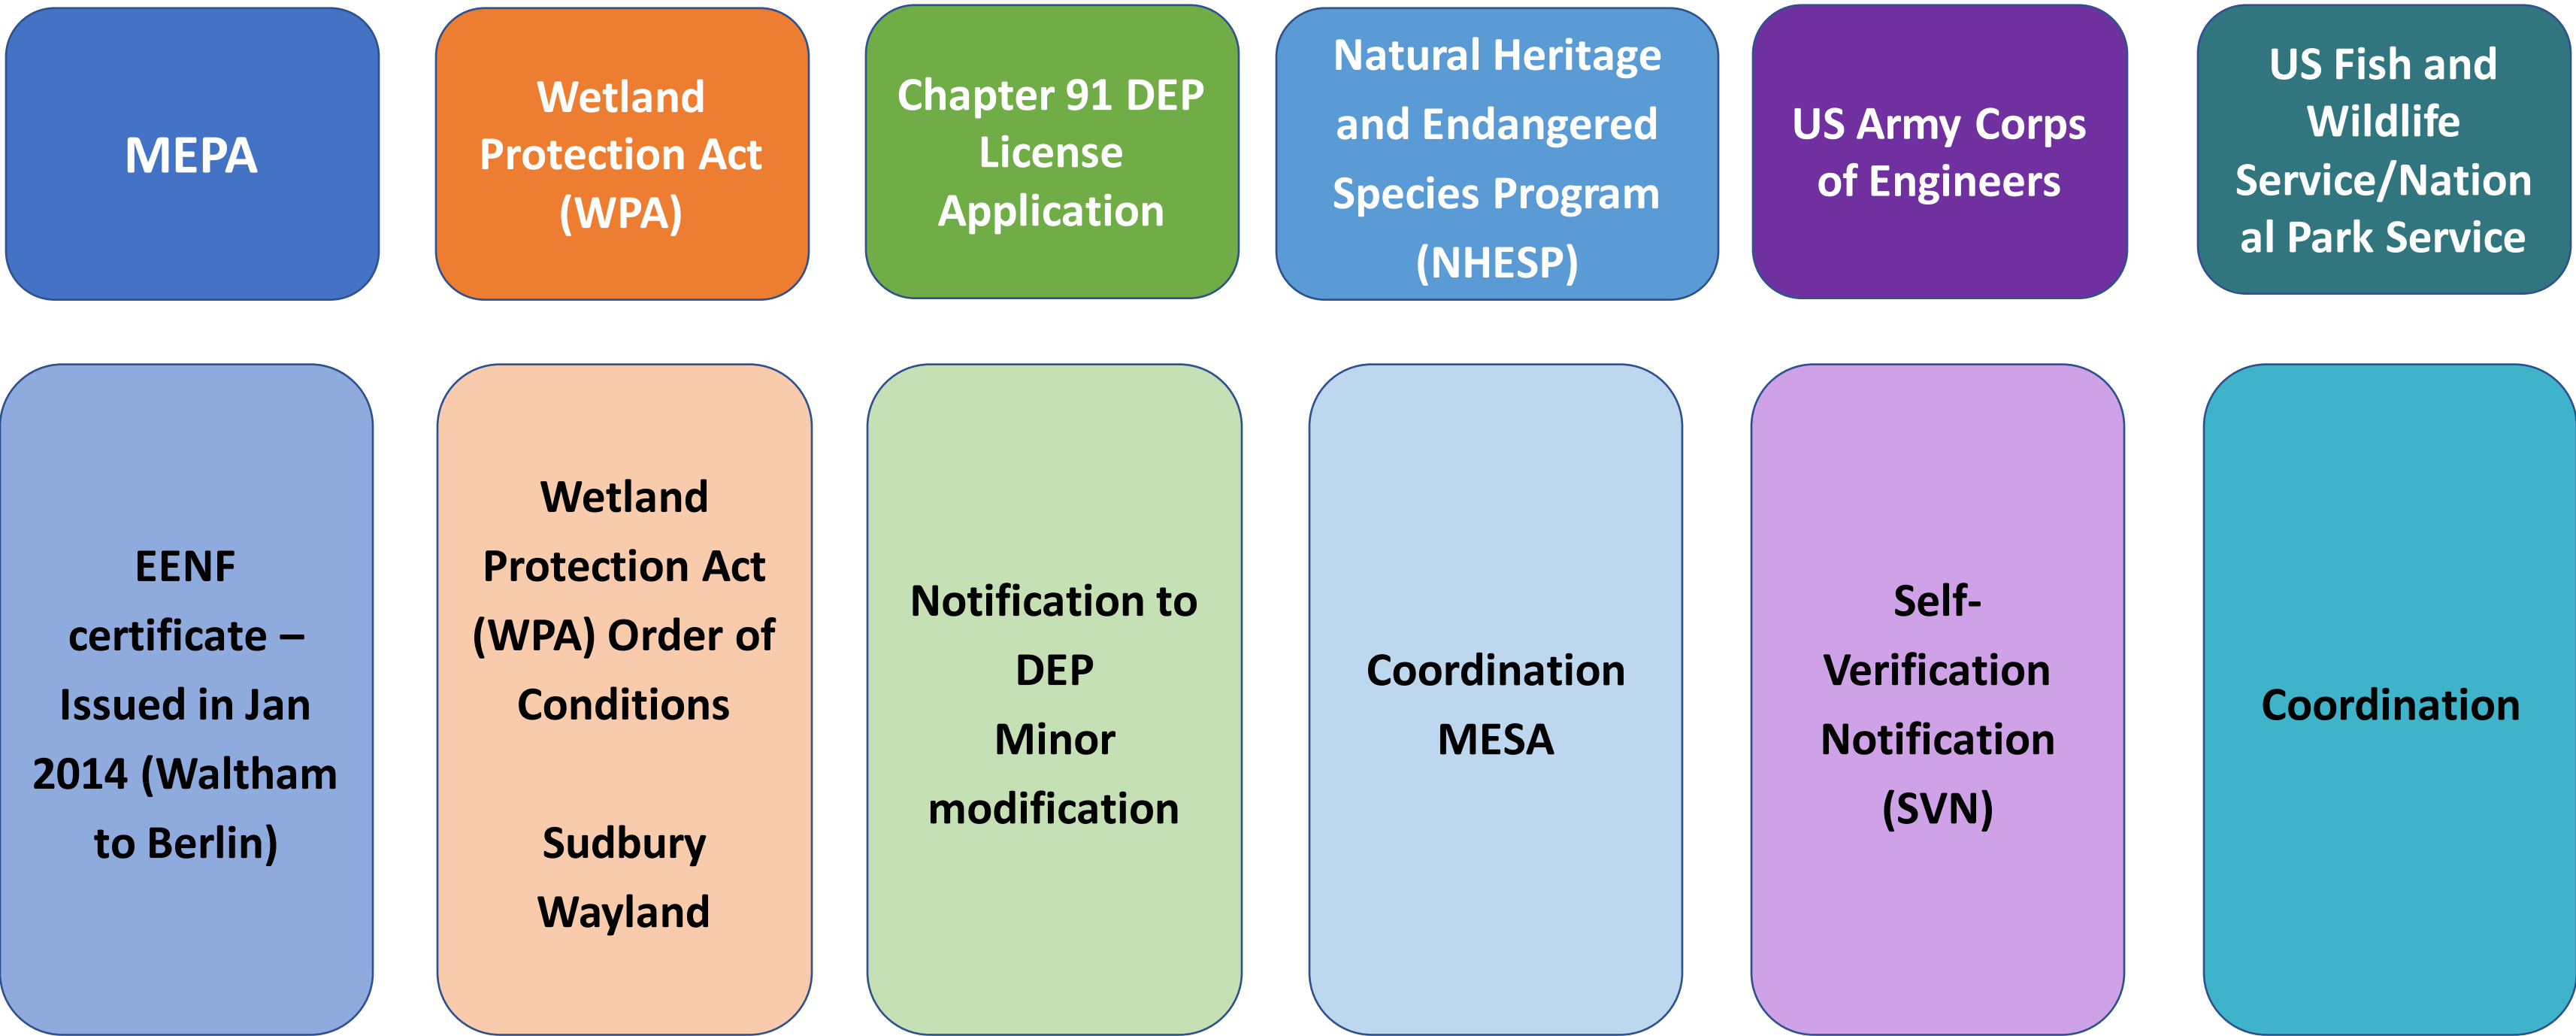 MEPA
Wetland
Protection Act
(WPA)
Chapter 91 DEP
License
Application
Natural Heritage
and Endangered
Species Program
(NHESP)
US Army Corps
of Engineers
US Fish and
Wildlife
Service/Nation
al Park Service
EENF
certificate –
Issued in Jan
2014 (Waltham
to Berlin)
Wetland
Protection Act
(WPA) Order of
Conditions
Sudbury
Wayland
Notification to
DEP
Minor
modification
Coordination
MESA
Self-
Verification
Notification
(SVN)
Coordination